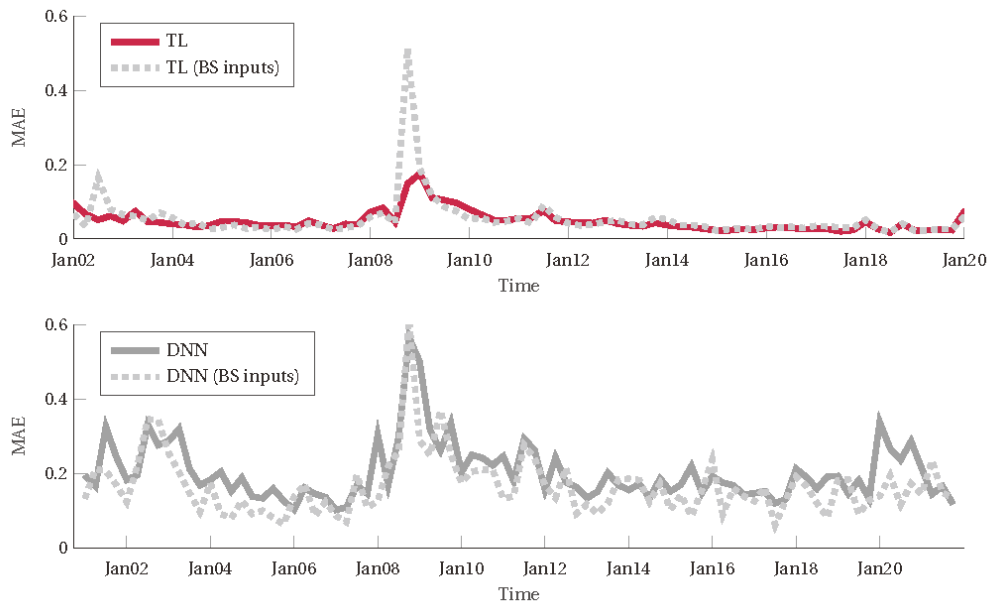 0.6
TL
TL (BS inputs)
0.4
MAE
0.2
0
Jan02 Jan04 Jan06 Jan08 Jan10 Jan12 Jan14 Jan16 Jan18 Jan20
Time
0.6
DNN
DNN (BS inputs)
0.4
MAE
0.2
0
Jan02 Jan04 Jan06 Jan08 Jan10 Jan12 Jan14 Jan16 Jan18 Jan20
Time